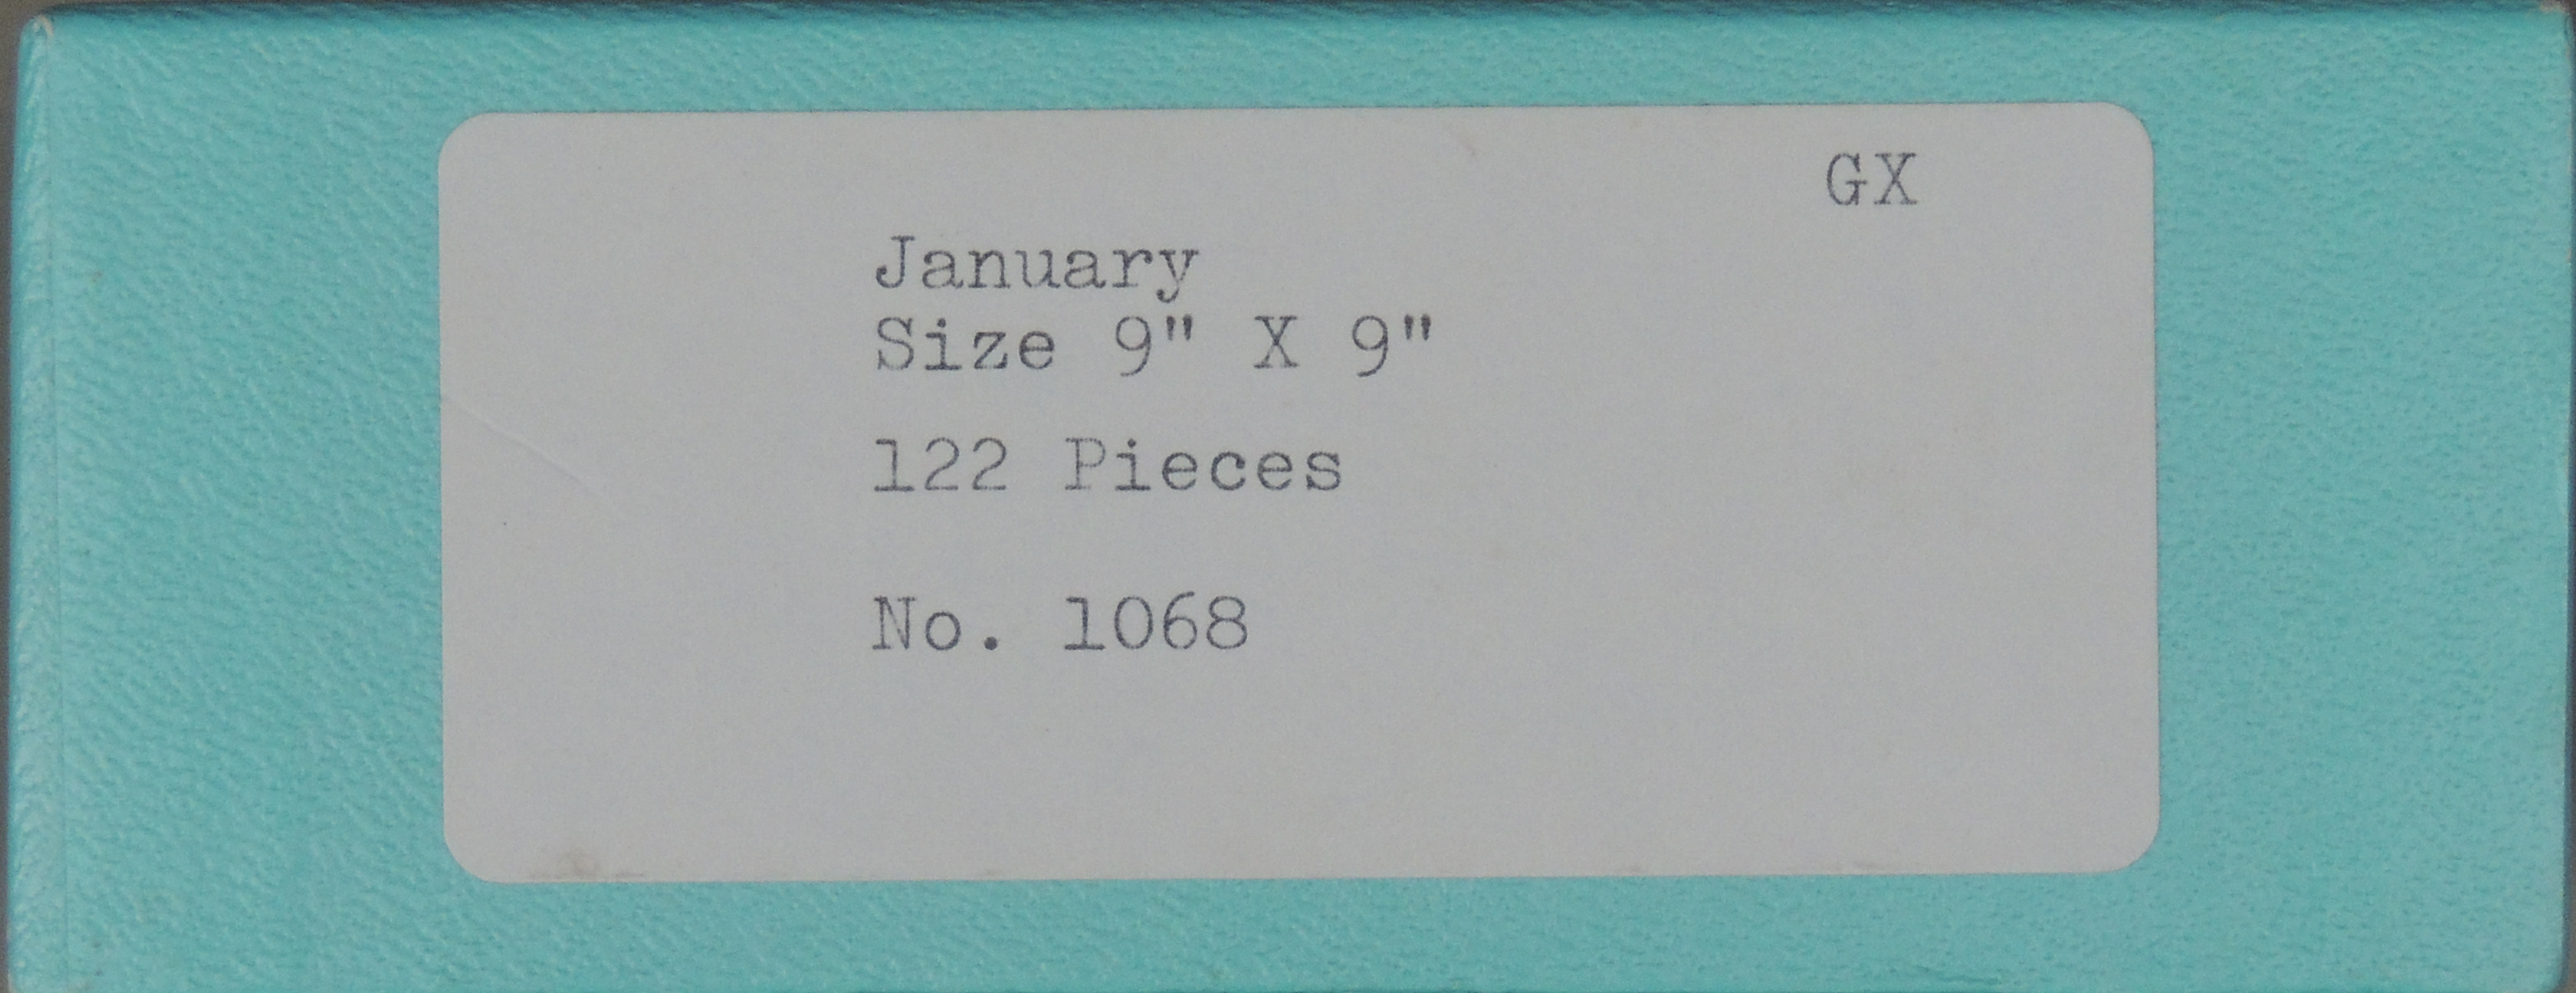 GX
January
Size 9" X 9"
122 Pieces
No. 1068